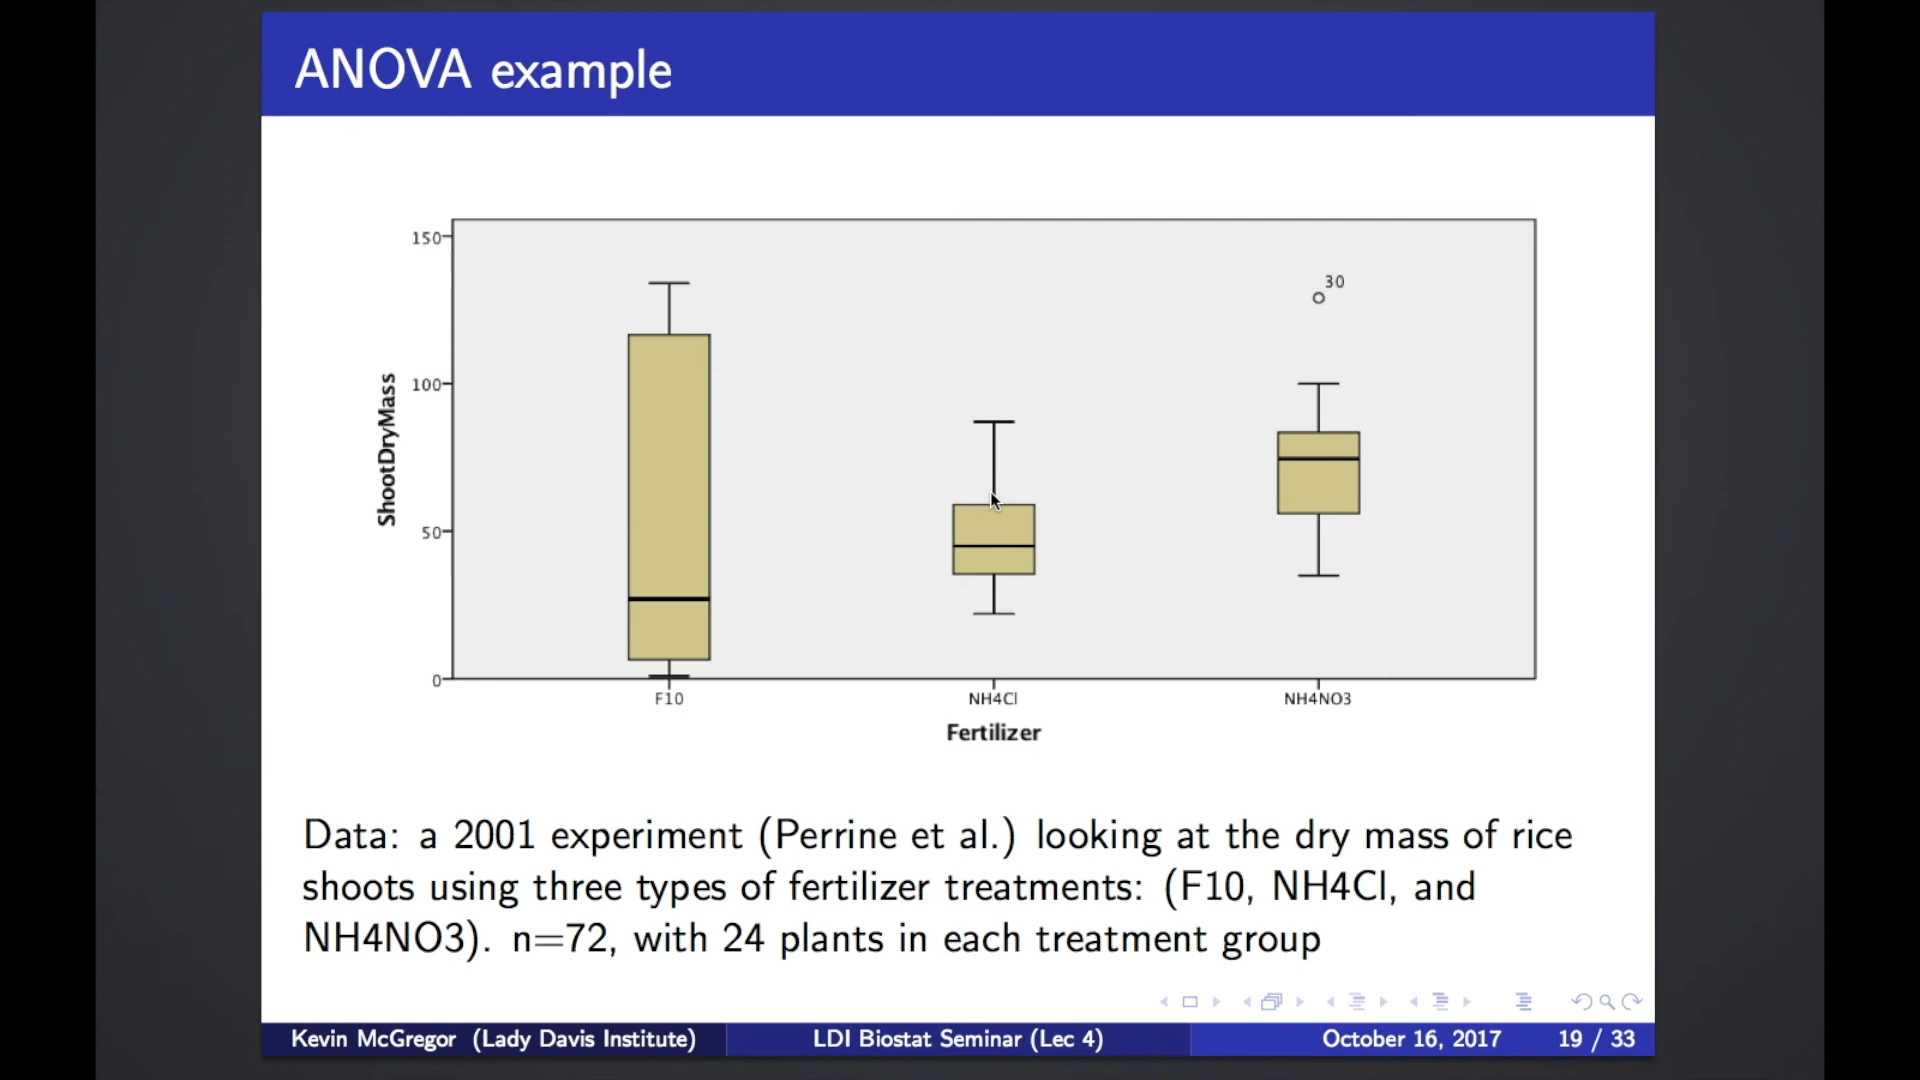 ANOVA example
150
100
50
0
ShootDryMass
30
F10
NH4Cl
NH4NO3
Fertilizer
Data: a 2001 experiment (Perrine et al.) looking at the dry mass of rice
shoots using three types of fertilizer treatments: (F10, NH4Cl, and
NH4NO3). n=72, with 24 plants in each treatment group
Kevin McGregor (Lady Davis Institute)
LDI Biostat Seminar (Lec 4)
October 16, 2017
19 / 33